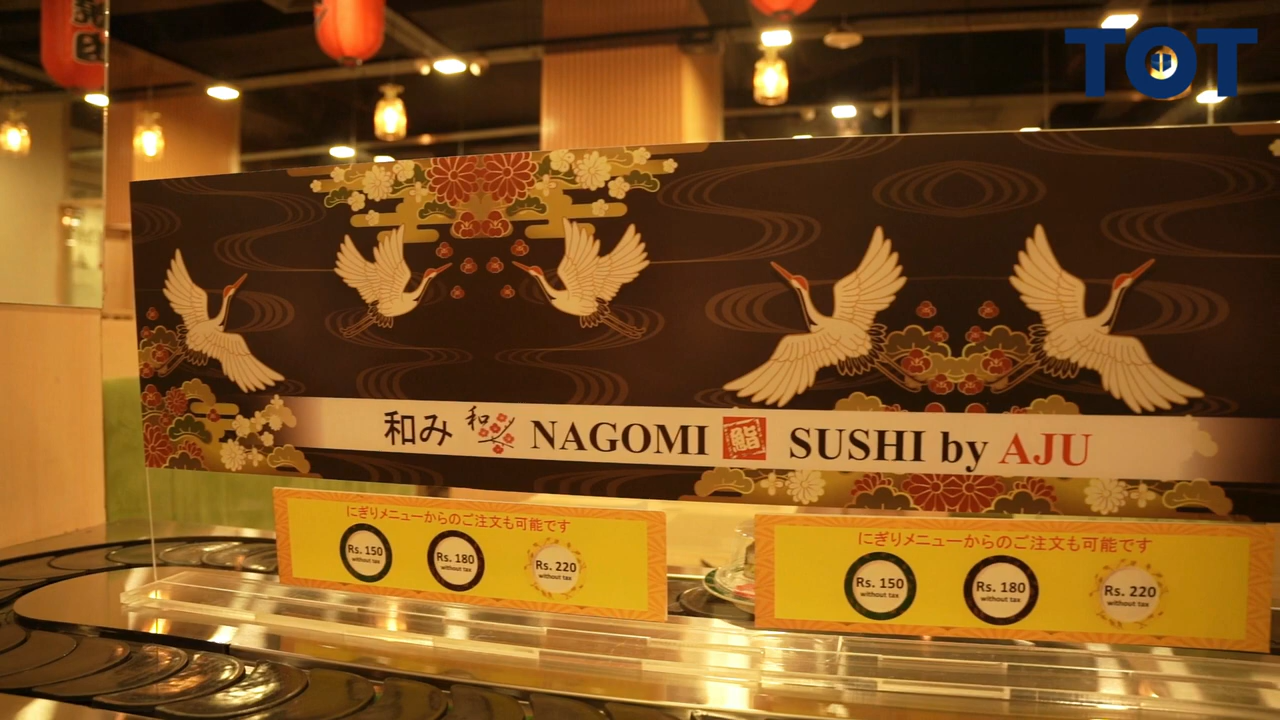 TOT
和み 和 NAGOMI 鮨 SUSHI by AJU
にぎりメニューからのご注文も可能です
Rs. 150 without tax
Rs. 180 without tax
Rs. 220 without tax
にぎりメニューからのご注文も可能です
Rs. 150 without tax
Rs. 180 without tax
Rs. 220 without tax